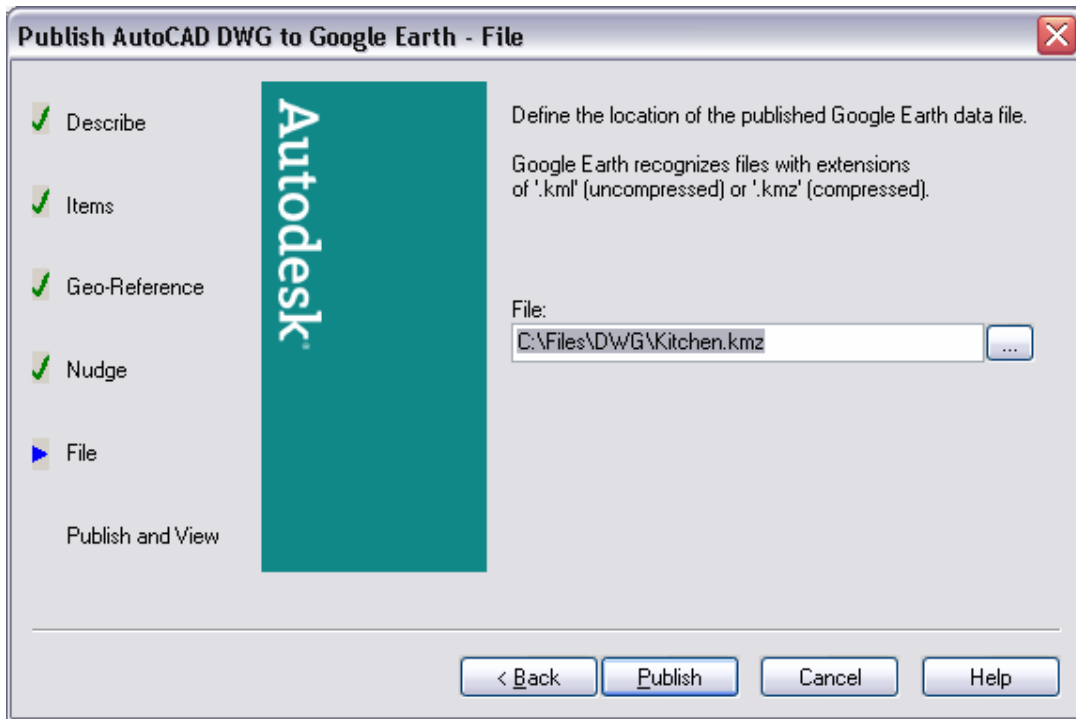 Publish AutoCAD DWG to Google Earth - File
Describe
Items
Geo-Reference
Nudge
File
Publish and View
Autodesk®
Define the location of the published Google Earth data file.
Google Earth recognizes files with extensions
of '.kml' (uncompressed) or '.kmz' (compressed).
File:
C:\Files\DWG\Kitchen.kmz
...
< Back
Publish
Cancel
Help